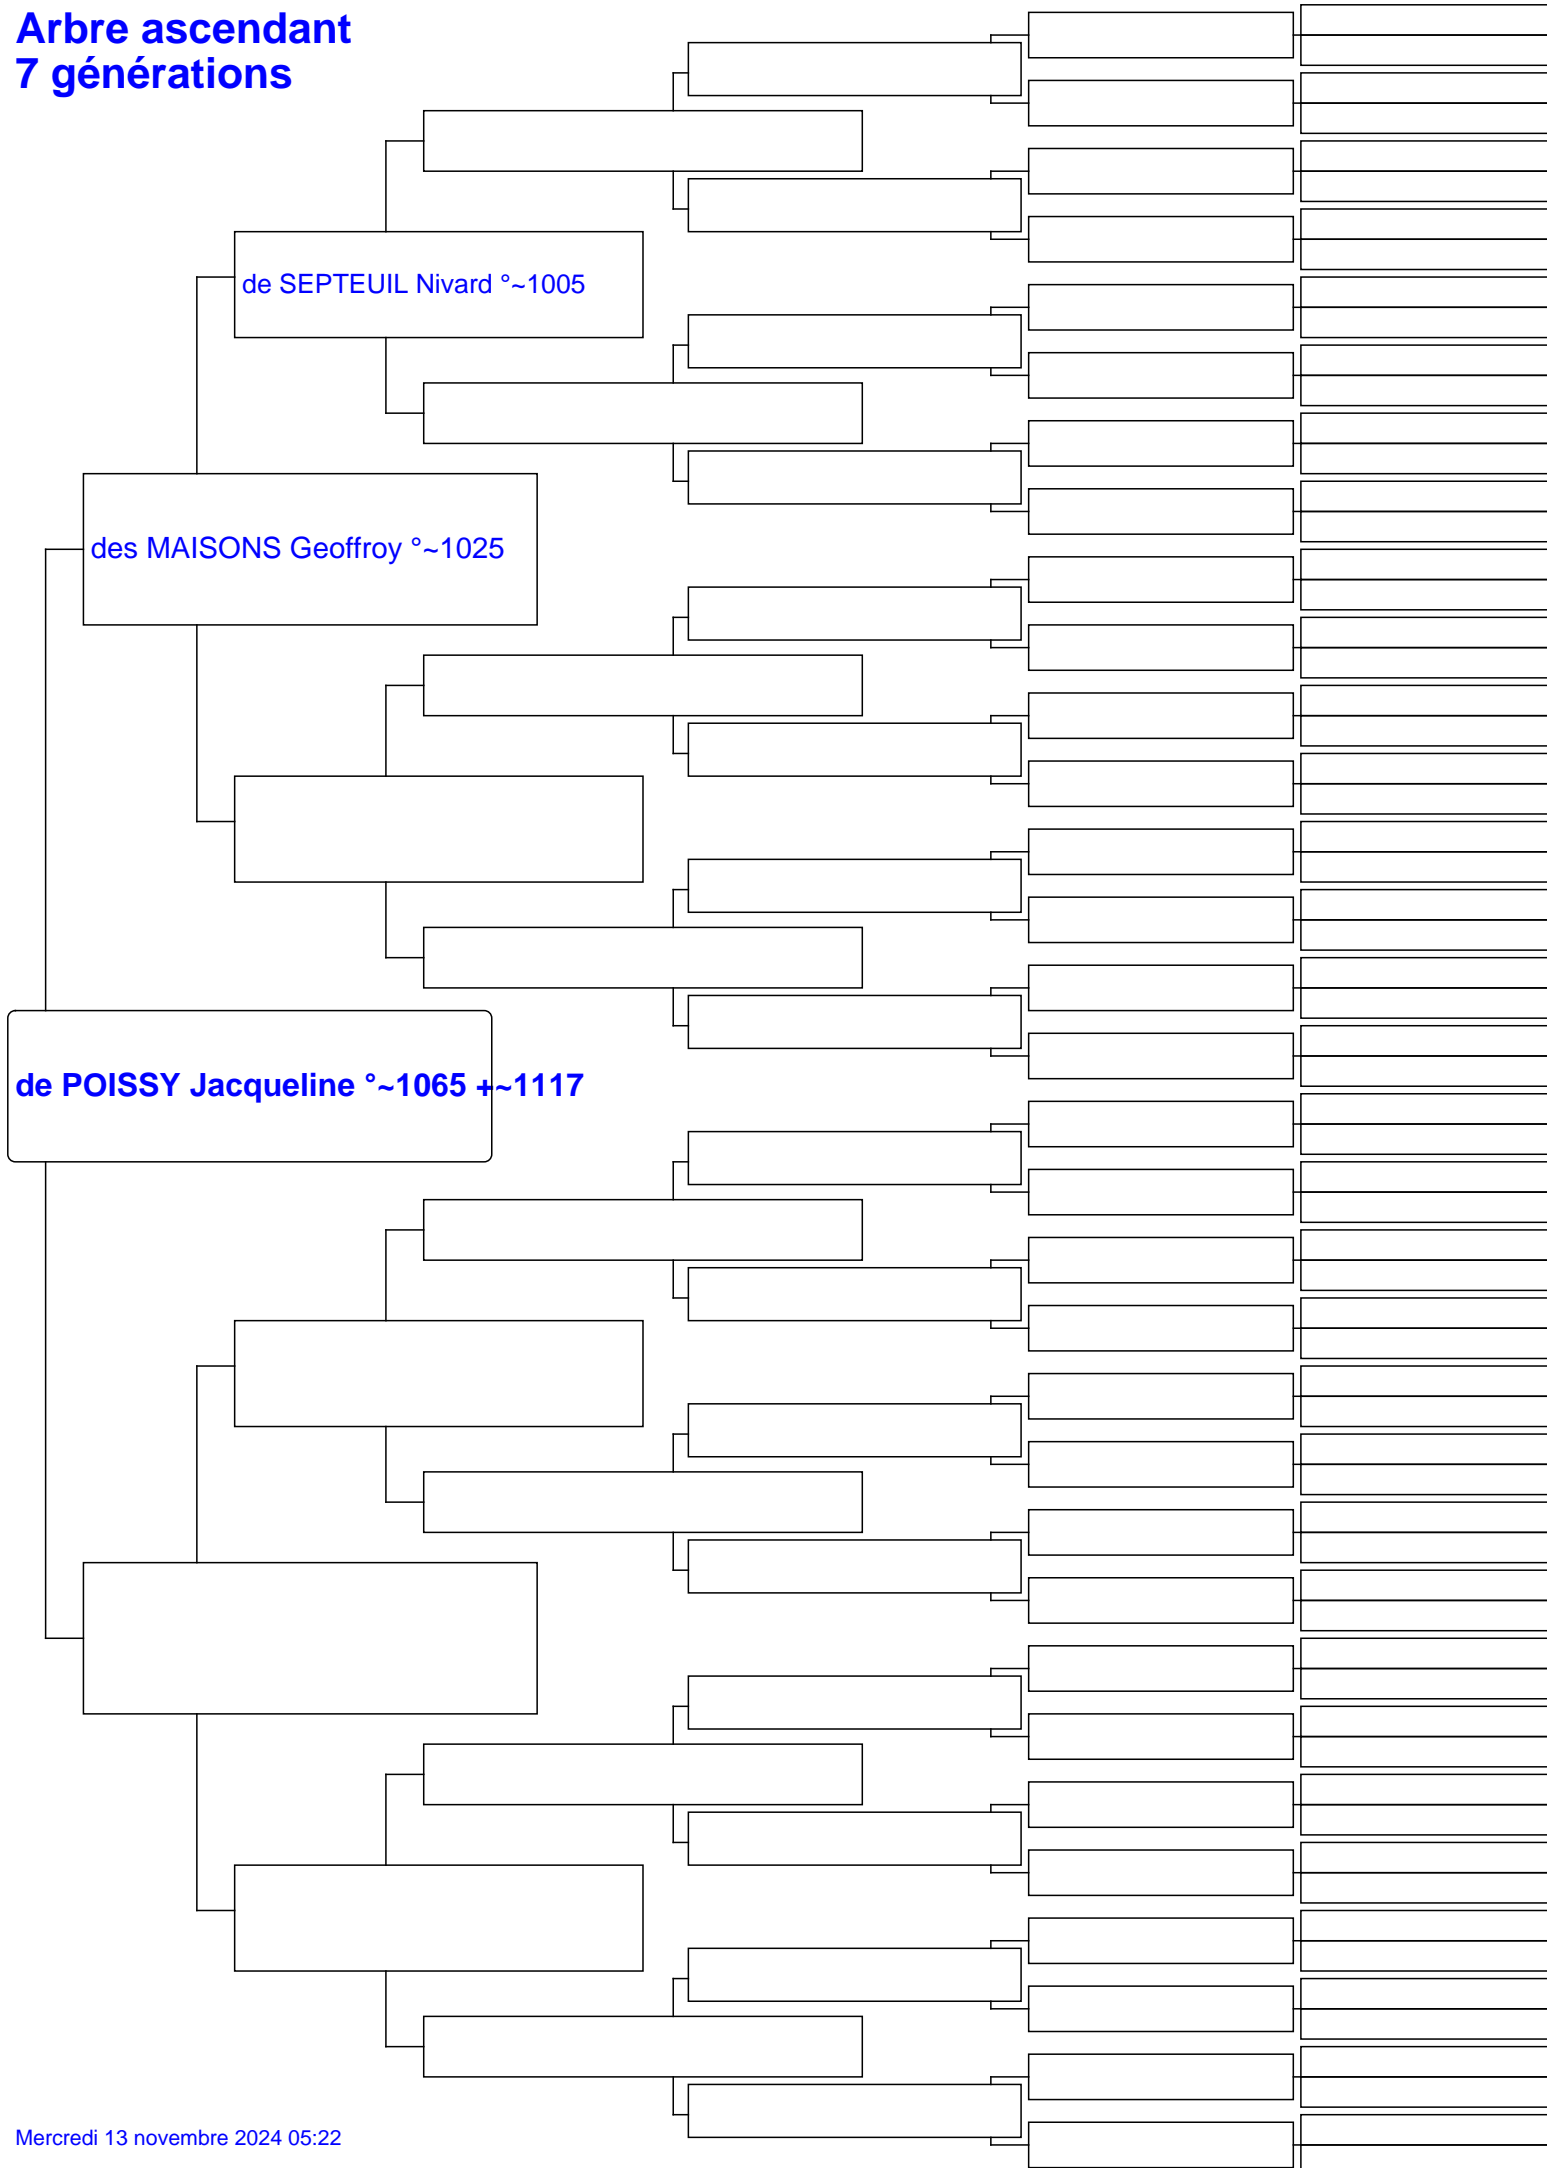 Arbre ascendant
7 générations
de SEPTEUIL Nivard °~1005
des MAISONS Geoffroy °~1025
de POISSY Jacqueline °~1065 +~1117
Mercredi 13 novembre 2024 05:22